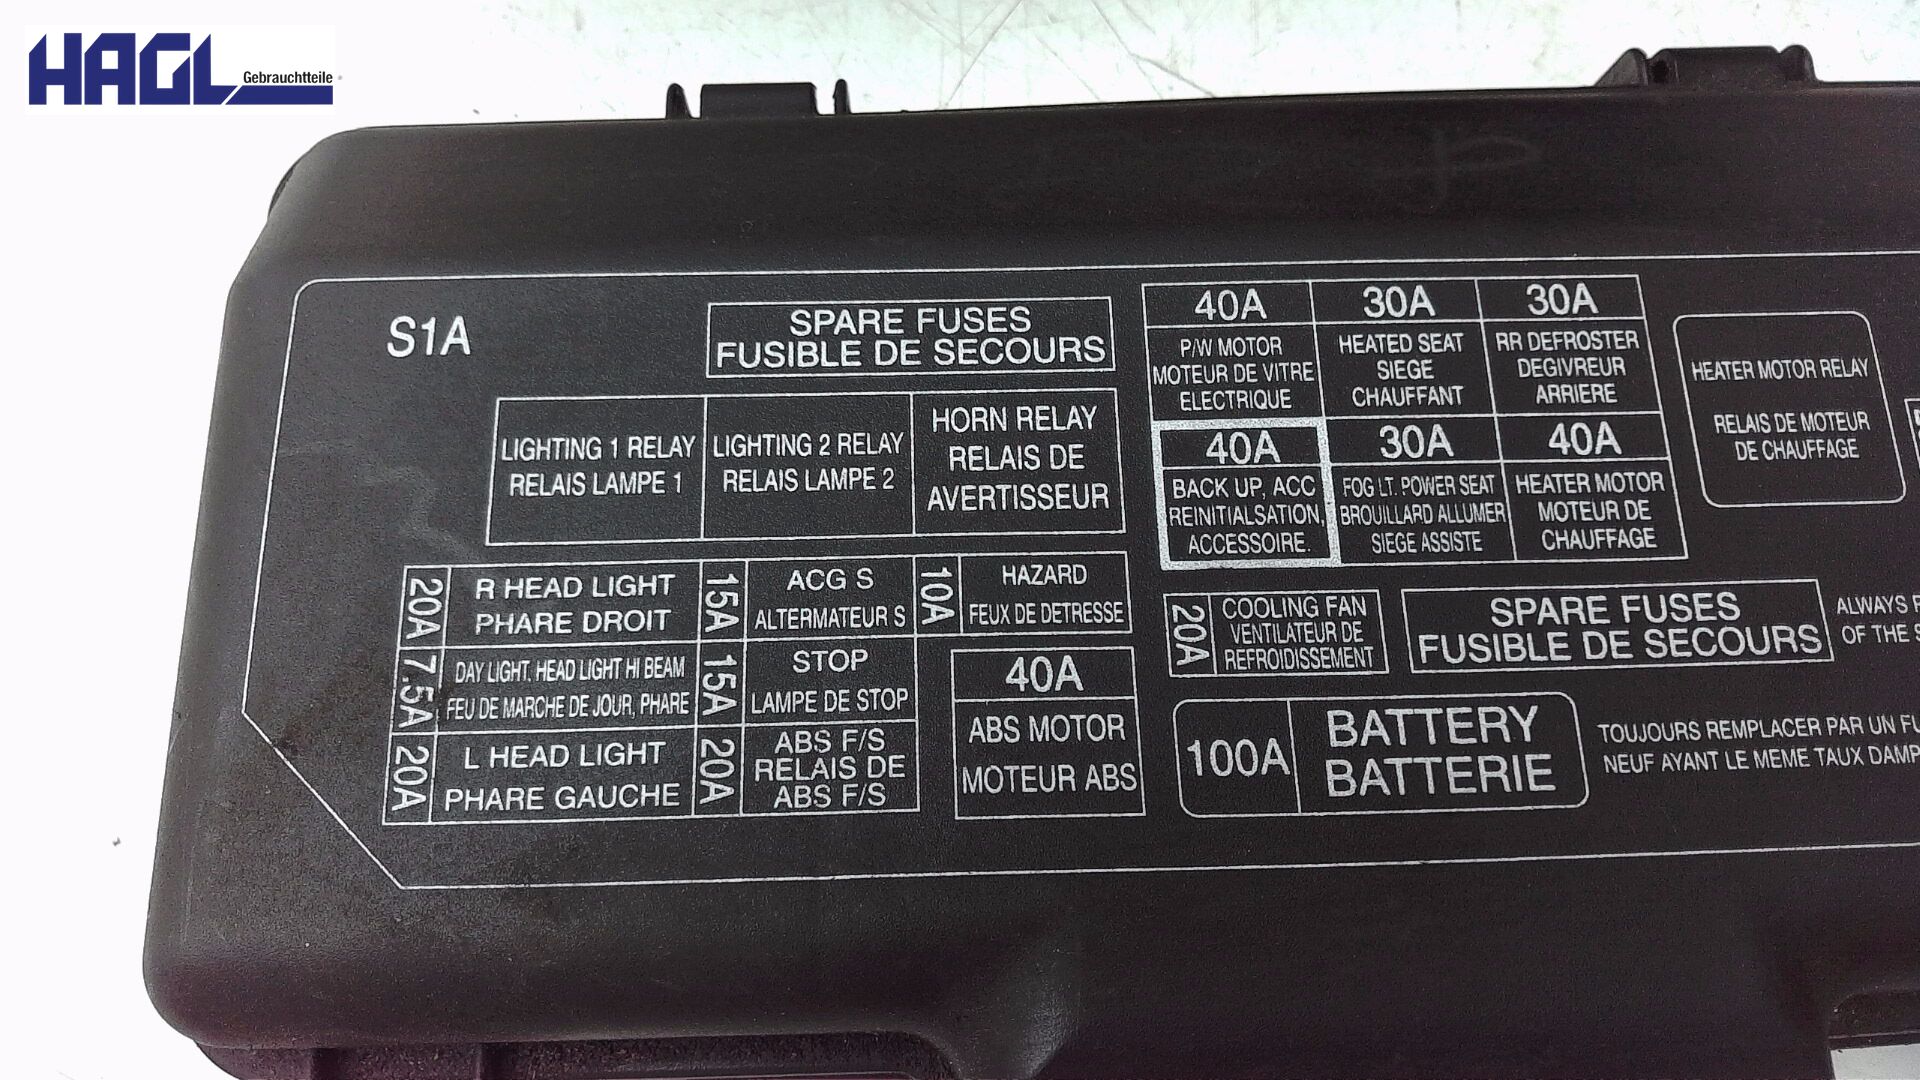 HAGL
Gebrauchtteile
S1A
SPARE FUSES
FUSIBLE DE SECOURS
LIGHTING 1 RELAY
RELAIS LAMPE 1
LIGHTING 2 RELAY
RELAIS LAMPE 2
HORN RELAY
RELAIS DE
AVERTISSEUR
40A
P/W MOTOR
MOTEUR DE VITRE
ELECTRIQUE
30A
HEATED SEAT
SIEGE
CHAUFFANT
30A
RR DEFROSTER
DEGIVREUR
ARRIERE
40A
BACK UP, ACC
REINITIALSATION,
ACCESSOIRE.
30A
FOG LT. POWER SEAT
BROUILLARD ALLUMER
SIEGE ASSISTE
40A
HEATER MOTOR
MOTEUR DE
CHAUFFAGE
HEATER MOTOR RELAY
RELAIS DE MOTEUR
DE CHAUFFAGE
20A
R HEAD LIGHT
PHARE DROIT
15A
ACG S
ALTERMATEUR S
10A
HAZARD
FEUX DE DETRESSE
7.5A
DAY LIGHT, HEAD LIGHT HI BEAM
FEU DE MARCHE DE JOUR, PHARE
15A
STOP
LAMPE DE STOP
20A
L HEAD LIGHT
PHARE GAUCHE
20A
ABS F/S
RELAIS DE
ABS F/S
40A
ABS MOTOR
MOTEUR ABS
20A
COOLING FAN
VENTILATEUR DE
REFROIDISSEMENT
SPARE FUSES
FUSIBLE DE SECOURS
ALWAYS
OF THE
100A
BATTERY
BATTERIE
TOUJOURS REMPLACER PAR UN FU
NEUF AYANT LE MEME TAUX DAMP